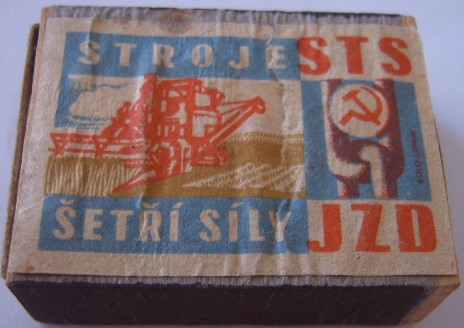 STROJE STS
ŠETŘÍ SÍLY JZD